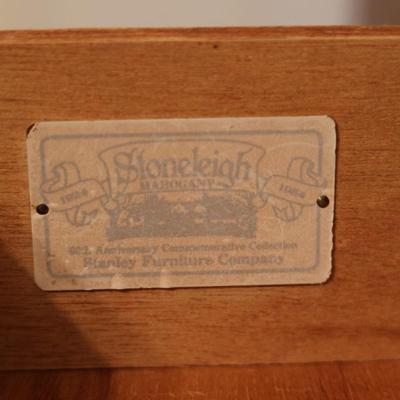 Stoneleigh
MAHOGANY
1924
1984
60th Anniversary Commemorative Collection
Stanley Furniture Company